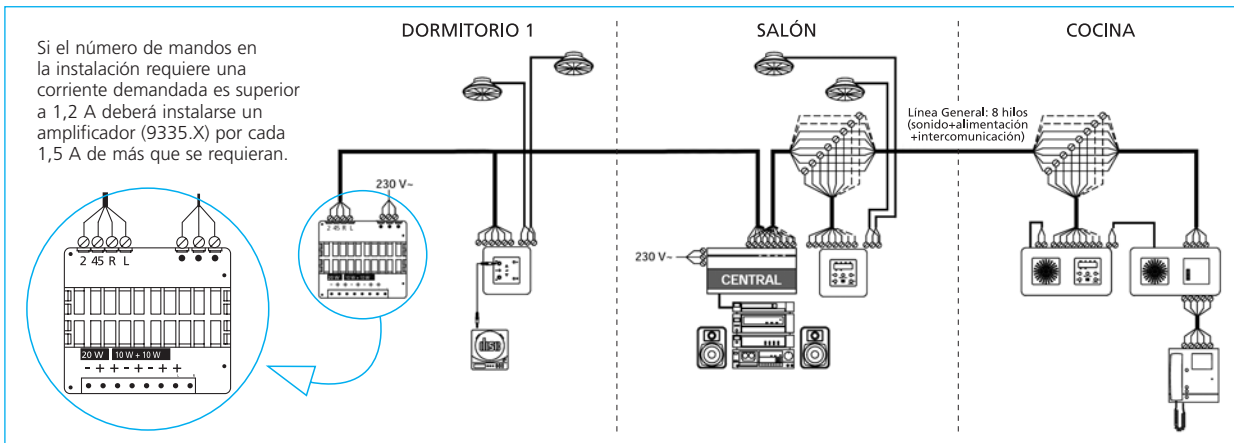 DORMITORIO 1
SALÓN
COCINA
Si el número de mandos en
la instalación requiere una
corriente demandada es superior
a 1,2 A deberá instalarse un
amplificador (9335.X) por cada
1,5 A de más que se requieran.
Línea General: 8 hilos
(sonido+alimentación
+intercomunicación)
230 V~
2 45 R L
2 45 R L
230 V~
CENTRAL
20 W 10 W + 10 W
- + + - + - + +